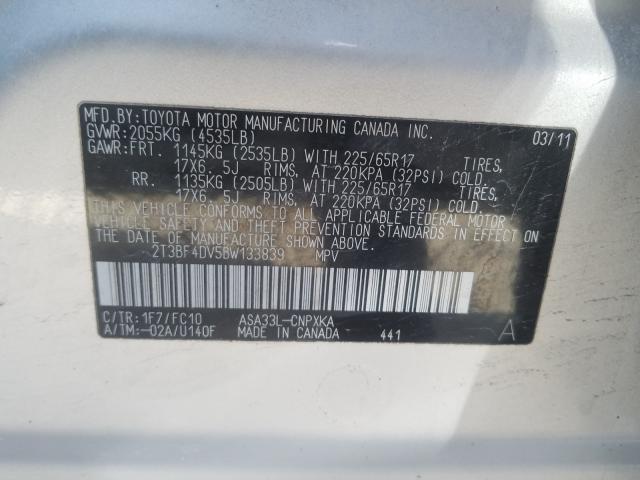 MFD.BY:TOYOTA MOTOR MANUFACTURING CANADA INC. 03/11
GVWR:2055KG (4535LB)
GAWR:FRT. 1145KG (2535LB) WITH 225/65R17 TIRES,
17X6.5J RIMS, AT 220KPA (32PSI) COLD.
RR. 1135KG (2505LB) WITH 225/65R17 TIRES,
17X6.5J RIMS, AT 220KPA (32PSI) COLD.
THIS VEHICLE CONFORMS TO ALL APPLICABLE FEDERAL MOTOR
VEHICLE SAFETY AND THEFT PREVENTION STANDARDS IN
EFFECT ON THE DATE OF MANUFACTURE SHOWN ABOVE.
2T3BF4DV5BW133839 MPV
C/TR:1F7/FC10 ASA33L-CNPXKA
A/TM:-02A/U140F MADE IN CANADA 441 A